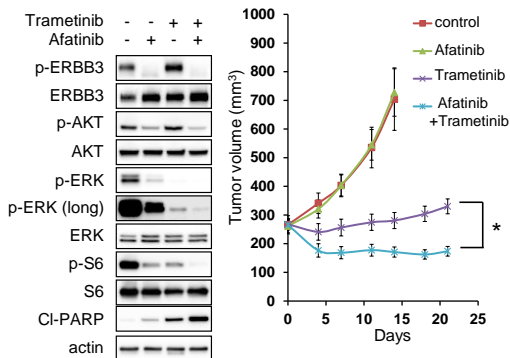 Trametinib - - + +
Afatinib - + - +
p-ERBB3
ERBB3
p-AKT
AKT
p-ERK
p-ERK (long)
ERK
p-S6
S6
Cl-PARP
actin
Tumor volume (mm³)
1000
900
800
700
600
500
400
300
200
100
0
0 5 10 15 20 25
Days
control
Afatinib
Trametinib
Afatinib
+Trametinib
*